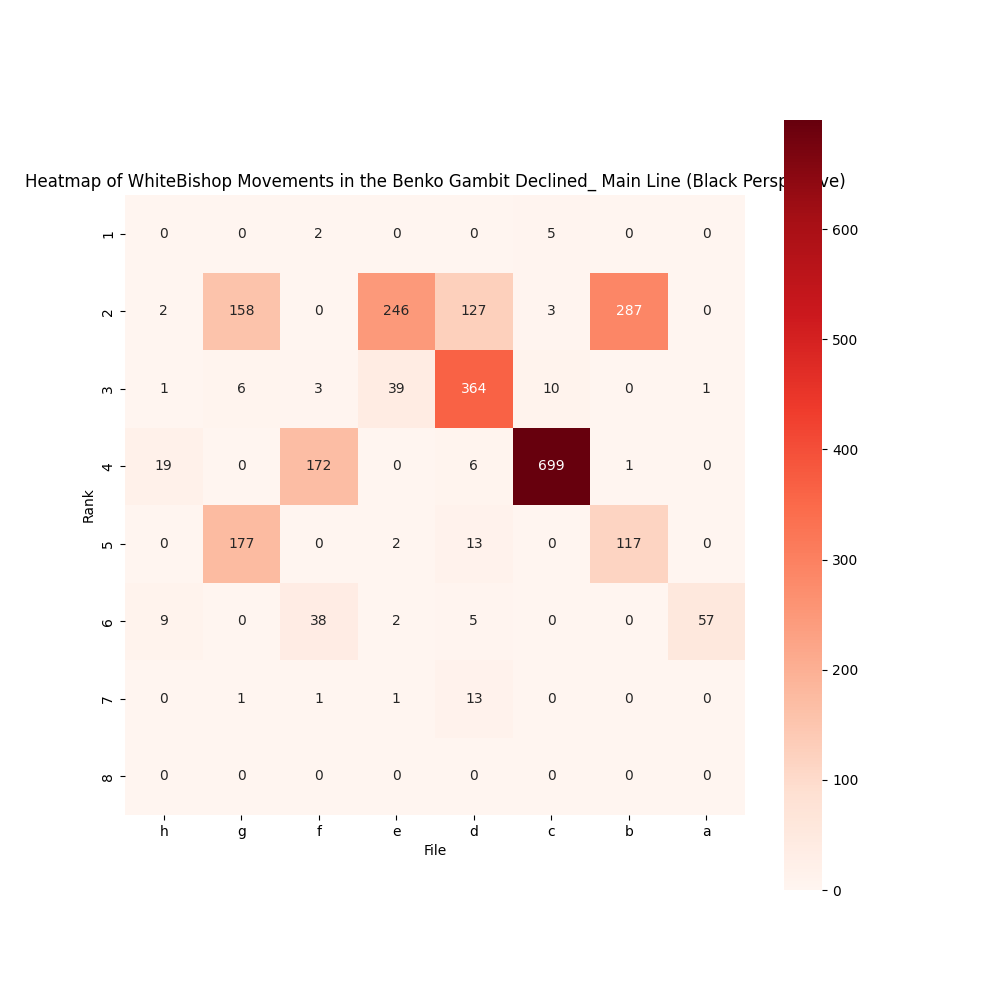 Heatmap of WhiteBishop Movements in the Benko Gambit Declined_ Main Line (Black Persp ve)
1 0 0 2 0 0 5 0 0
2 2 158 0 246 127 3 287 0
3 1 6 3 39 364 10 0 1
4 19 0 172 0 6 699 1 0
5 0 177 0 2 13 0 117 0
6 9 0 38 2 5 0 0 57
7 0 1 1 1 13 0 0 0
8 0 0 0 0 0 0 0 0
Rank
h g f e d c b a
File
600
500
400
300
200
100
0